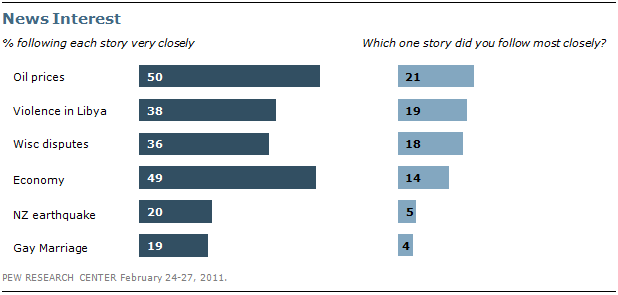 News Interest
% following each story very closely Which one story did you follow most closely?
Oil prices 50 21
Violence in Libya 38 19
Wisc disputes 36 18
Economy 49 14
NZ earthquake 20 5
Gay Marriage 19 4
PEW RESEARCH CENTER February 24-27, 2011.